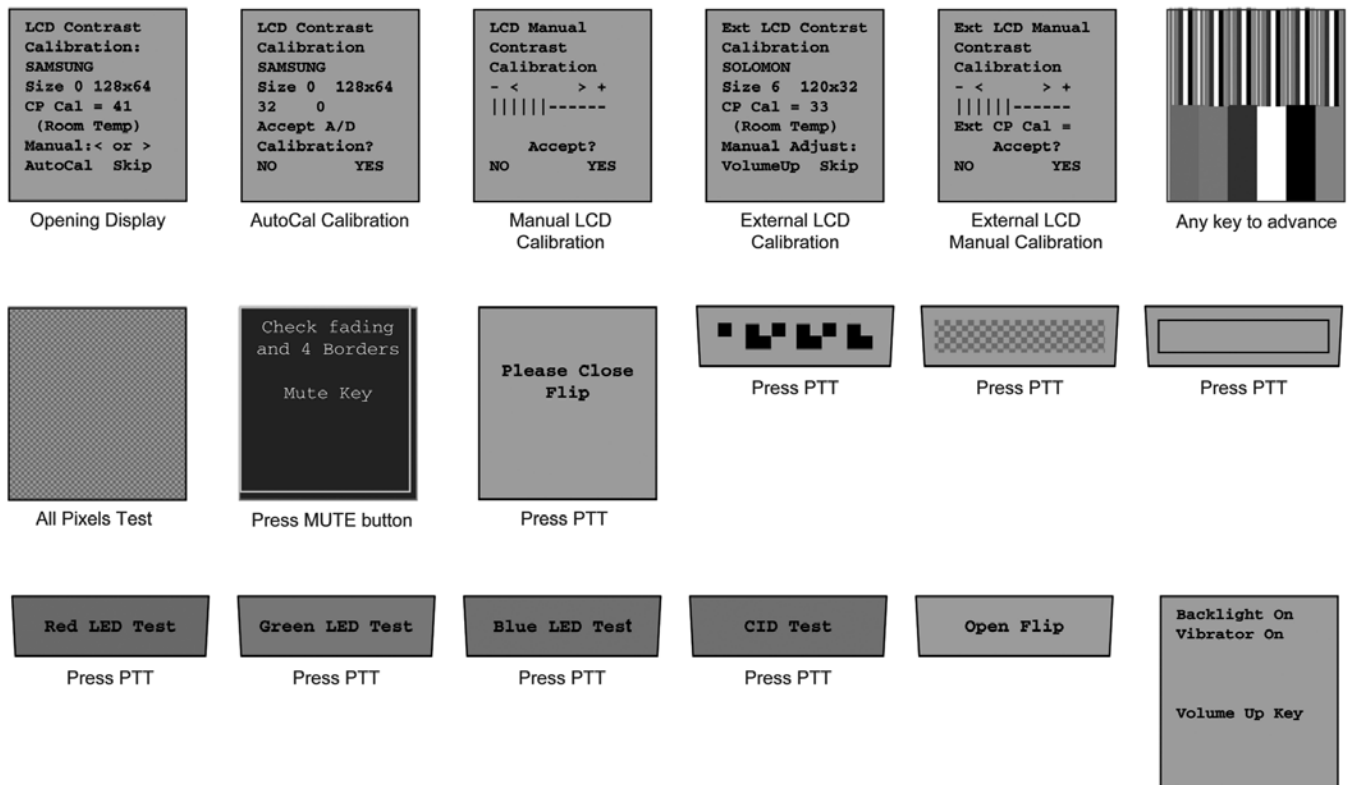 LCD Contrast
Calibration:
SAMSUNG
Size 0 128x64
CP Cal = 41
(Room Temp)
Manual:< or >
AutoCal Skip
Opening Display
LCD Contrast
Calibration
SAMSUNG
Size 0 128x64
32 0
Accept A/D
Calibration?
NO YES
AutoCal Calibration
LCD Manual
Contrast
Calibration
- < > +
||||||------
Accept?
NO YES
Manual LCD
Calibration
Ext LCD Contrst
Calibration
SOLOMON
Size 6 120x32
CP Cal = 33
(Room Temp)
Manual Adjust:
VolumeUp Skip
External LCD
Calibration
Ext LCD Manual
Contrast
Calibration
- < > +
||||||------
Ext CP Cal =
Accept?
NO YES
External LCD
Manual Calibration
Any key to advance
All Pixels Test
Check fading
and 4 Borders
Mute Key
Press MUTE button
Please Close
Flip
Press PTT
Press PTT
Press PTT
Press PTT
Red LED Test
Press PTT
Green LED Test
Press PTT
Blue LED Test
Press PTT
CID Test
Press PTT
Open Flip
Backlight On
Vibrator On
Volume Up Key